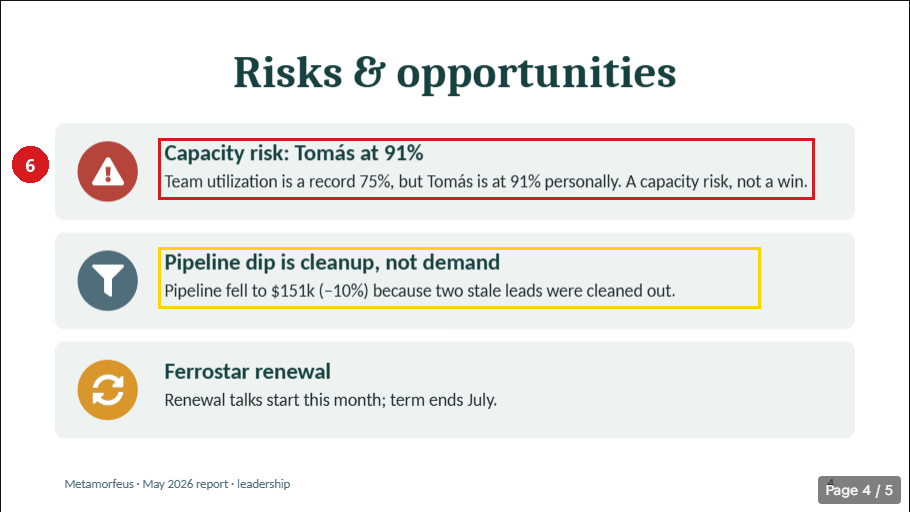 Risks & opportunities
6
Capacity risk: Tomás at 91%
Team utilization is a record 75%, but Tomás is at 91% personally. A capacity risk, not a win.
Pipeline dip is cleanup, not demand
Pipeline fell to $151k (−10%) because two stale leads were cleaned out.
Ferrostar renewal
Renewal talks start this month; term ends July.
Metamorfeus · May 2026 report · leadership
4
Page 4 / 5